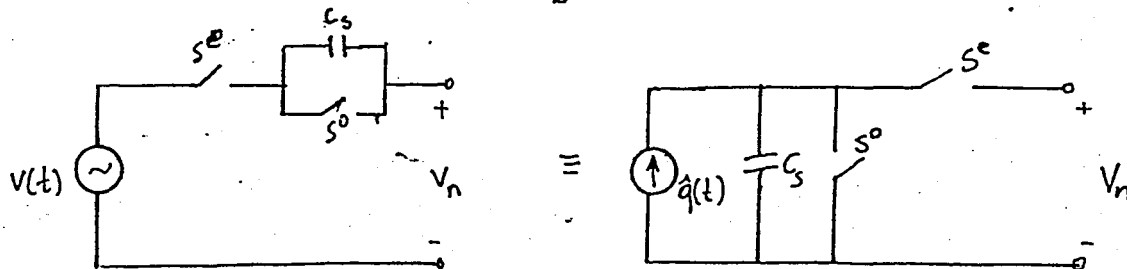 C_s
S^e
S^o
+
V(t)
~
V_n
-
≡
S^e
S^o
+
q̂(t)
C_s
V_n
-